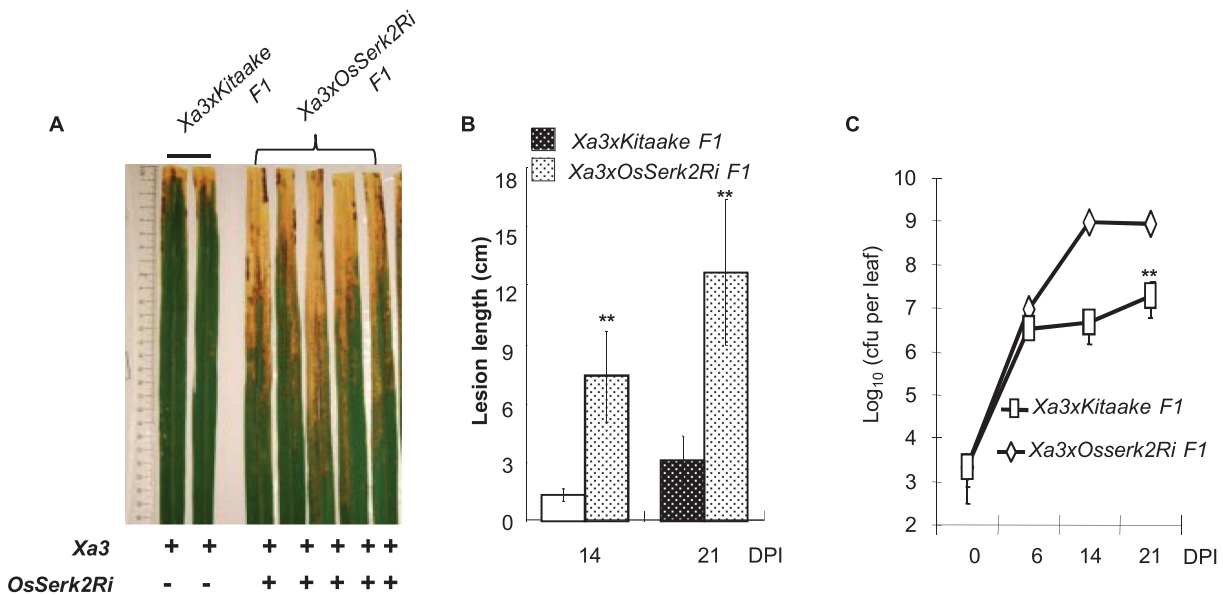 Xa3xKitaake
F1
Xa3xOsSerk2Ri
F1
A
Xa3 + + + + + + +
OsSerk2Ri - - + + + + +
B
Xa3xKitaake F1
Xa3xOsSerk2Ri F1
Lesion length (cm)
18
15
12
9
6
3
0
**
**
14 21 DPI
C
Log10 (cfu per leaf)
10
9
8
7
6
5
4
3
2
**
Xa3xKitaake F1
Xa3xOsserk2Ri F1
0 6 14 21 DPI